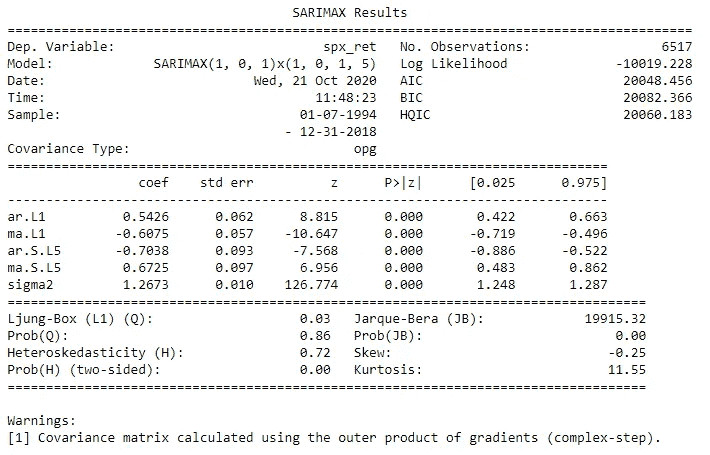 SARIMAX Results
==========================================================================================
Dep. Variable: spx_ret No. Observations: 6517
Model: SARIMAX(1, 0, 1)x(1, 0, 1, 5) Log Likelihood -10019.228
Date: Wed, 21 Oct 2020 AIC 20048.456
Time: 11:48:23 BIC 20082.366
Sample: 01-07-1994 HQIC 20060.183
- 12-31-2018
Covariance Type: opg
==============================================================================
coef std err z P>|z| [0.025 0.975]
------------------------------------------------------------------------------
ar.L1 0.5426 0.062 8.815 0.000 0.422 0.663
ma.L1 -0.6075 0.057 -10.647 0.000 -0.719 -0.496
ar.S.L5 -0.7038 0.093 -7.568 0.000 -0.886 -0.522
ma.S.L5 0.6725 0.097 6.956 0.000 0.483 0.862
sigma2 1.2673 0.010 126.774 0.000 1.248 1.287
===================================================================================
Ljung-Box (L1) (Q): 0.03 Jarque-Bera (JB): 19915.32
Prob(Q): 0.86 Prob(JB): 0.00
Heteroskedasticity (H): 0.72 Skew: -0.25
Prob(H) (two-sided): 0.00 Kurtosis: 11.55
===================================================================================
Warnings:
[1] Covariance matrix calculated using the outer product of gradients (complex-step).